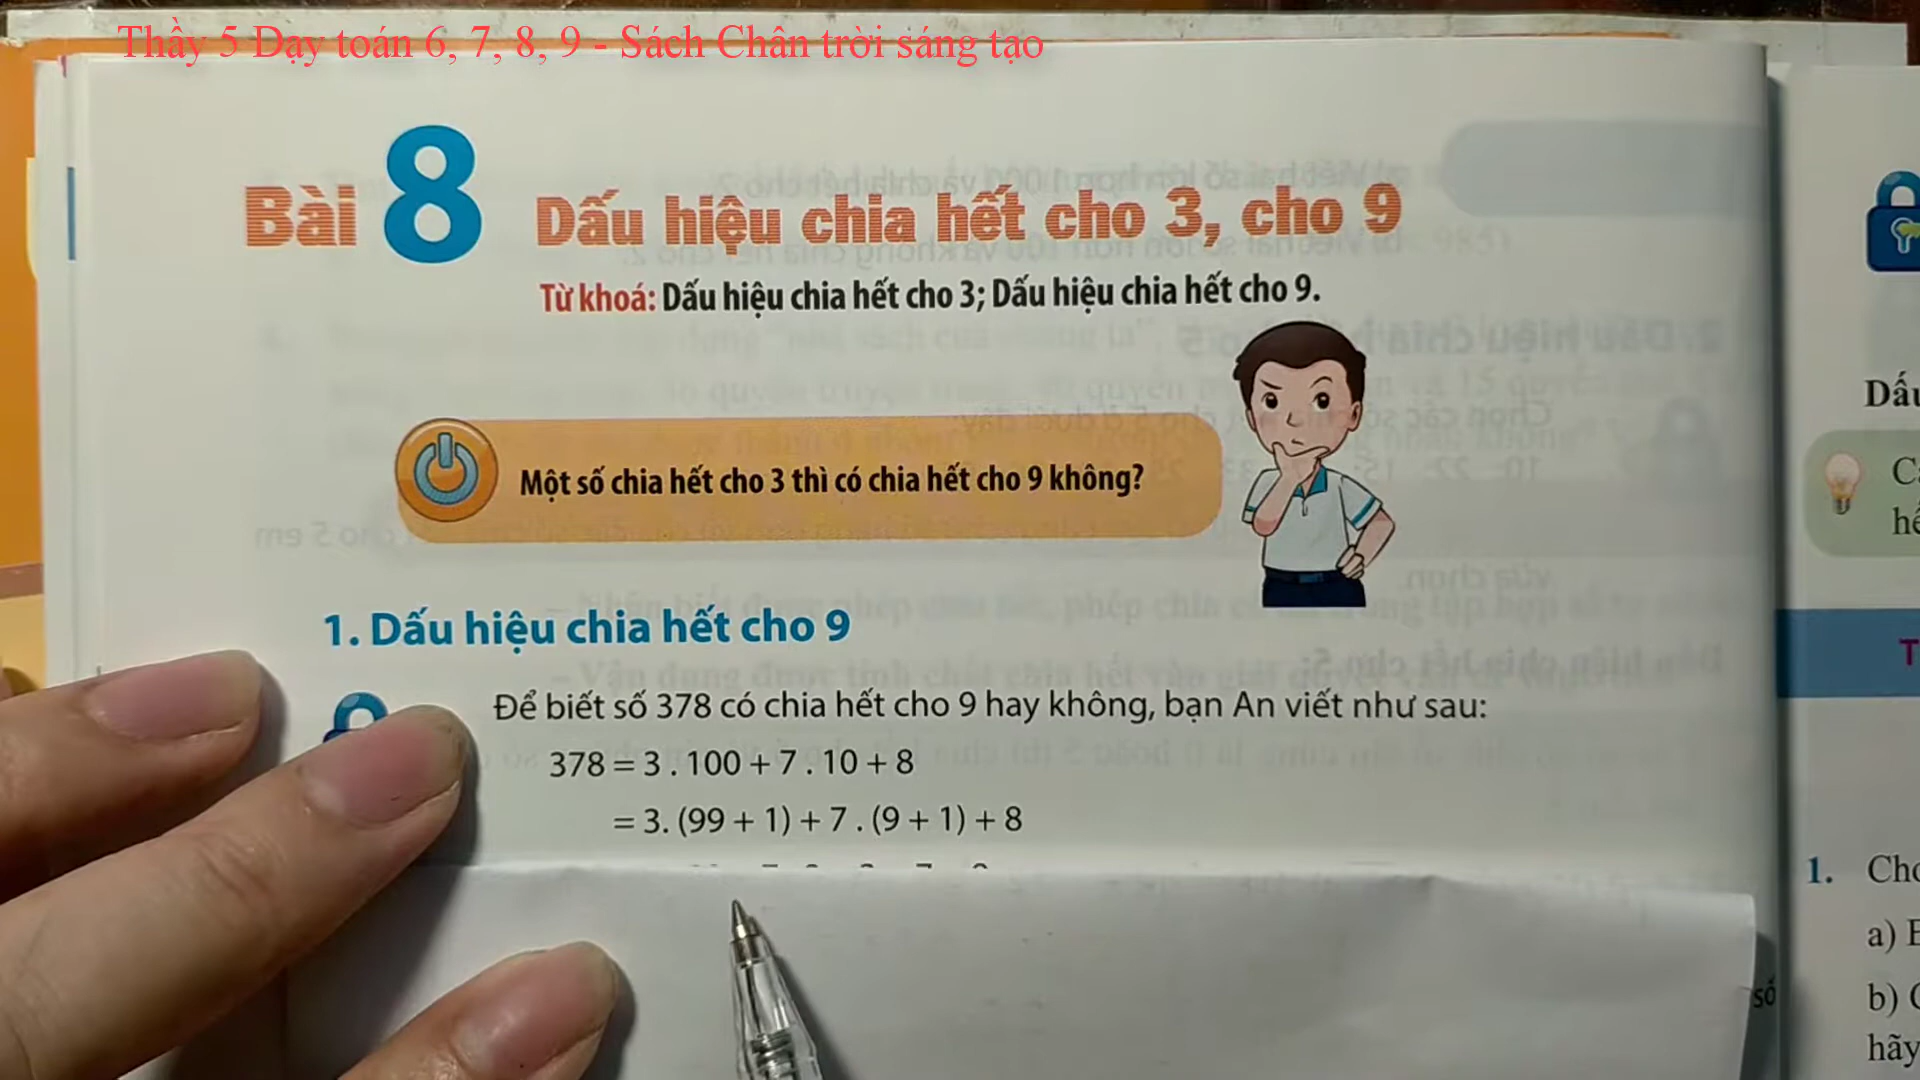 Thầy 5 Dạy toán 6, 7, 8, 9 - Sách Chân trời sáng tạo
Bài 8 Dấu hiệu chia hết cho 3, cho 9
Từ khoá: Dấu hiệu chia hết cho 3; Dấu hiệu chia hết cho 9.
Một số chia hết cho 3 thì có chia hết cho 9 không?
1. Dấu hiệu chia hết cho 9
Để biết số 378 có chia hết cho 9 hay không, bạn An viết như sau:
378 = 3 . 100 + 7 . 10 + 8
= 3. (99 + 1) + 7 . (9 + 1) + 8
số
Dấu
1.
a)
b)
hãy